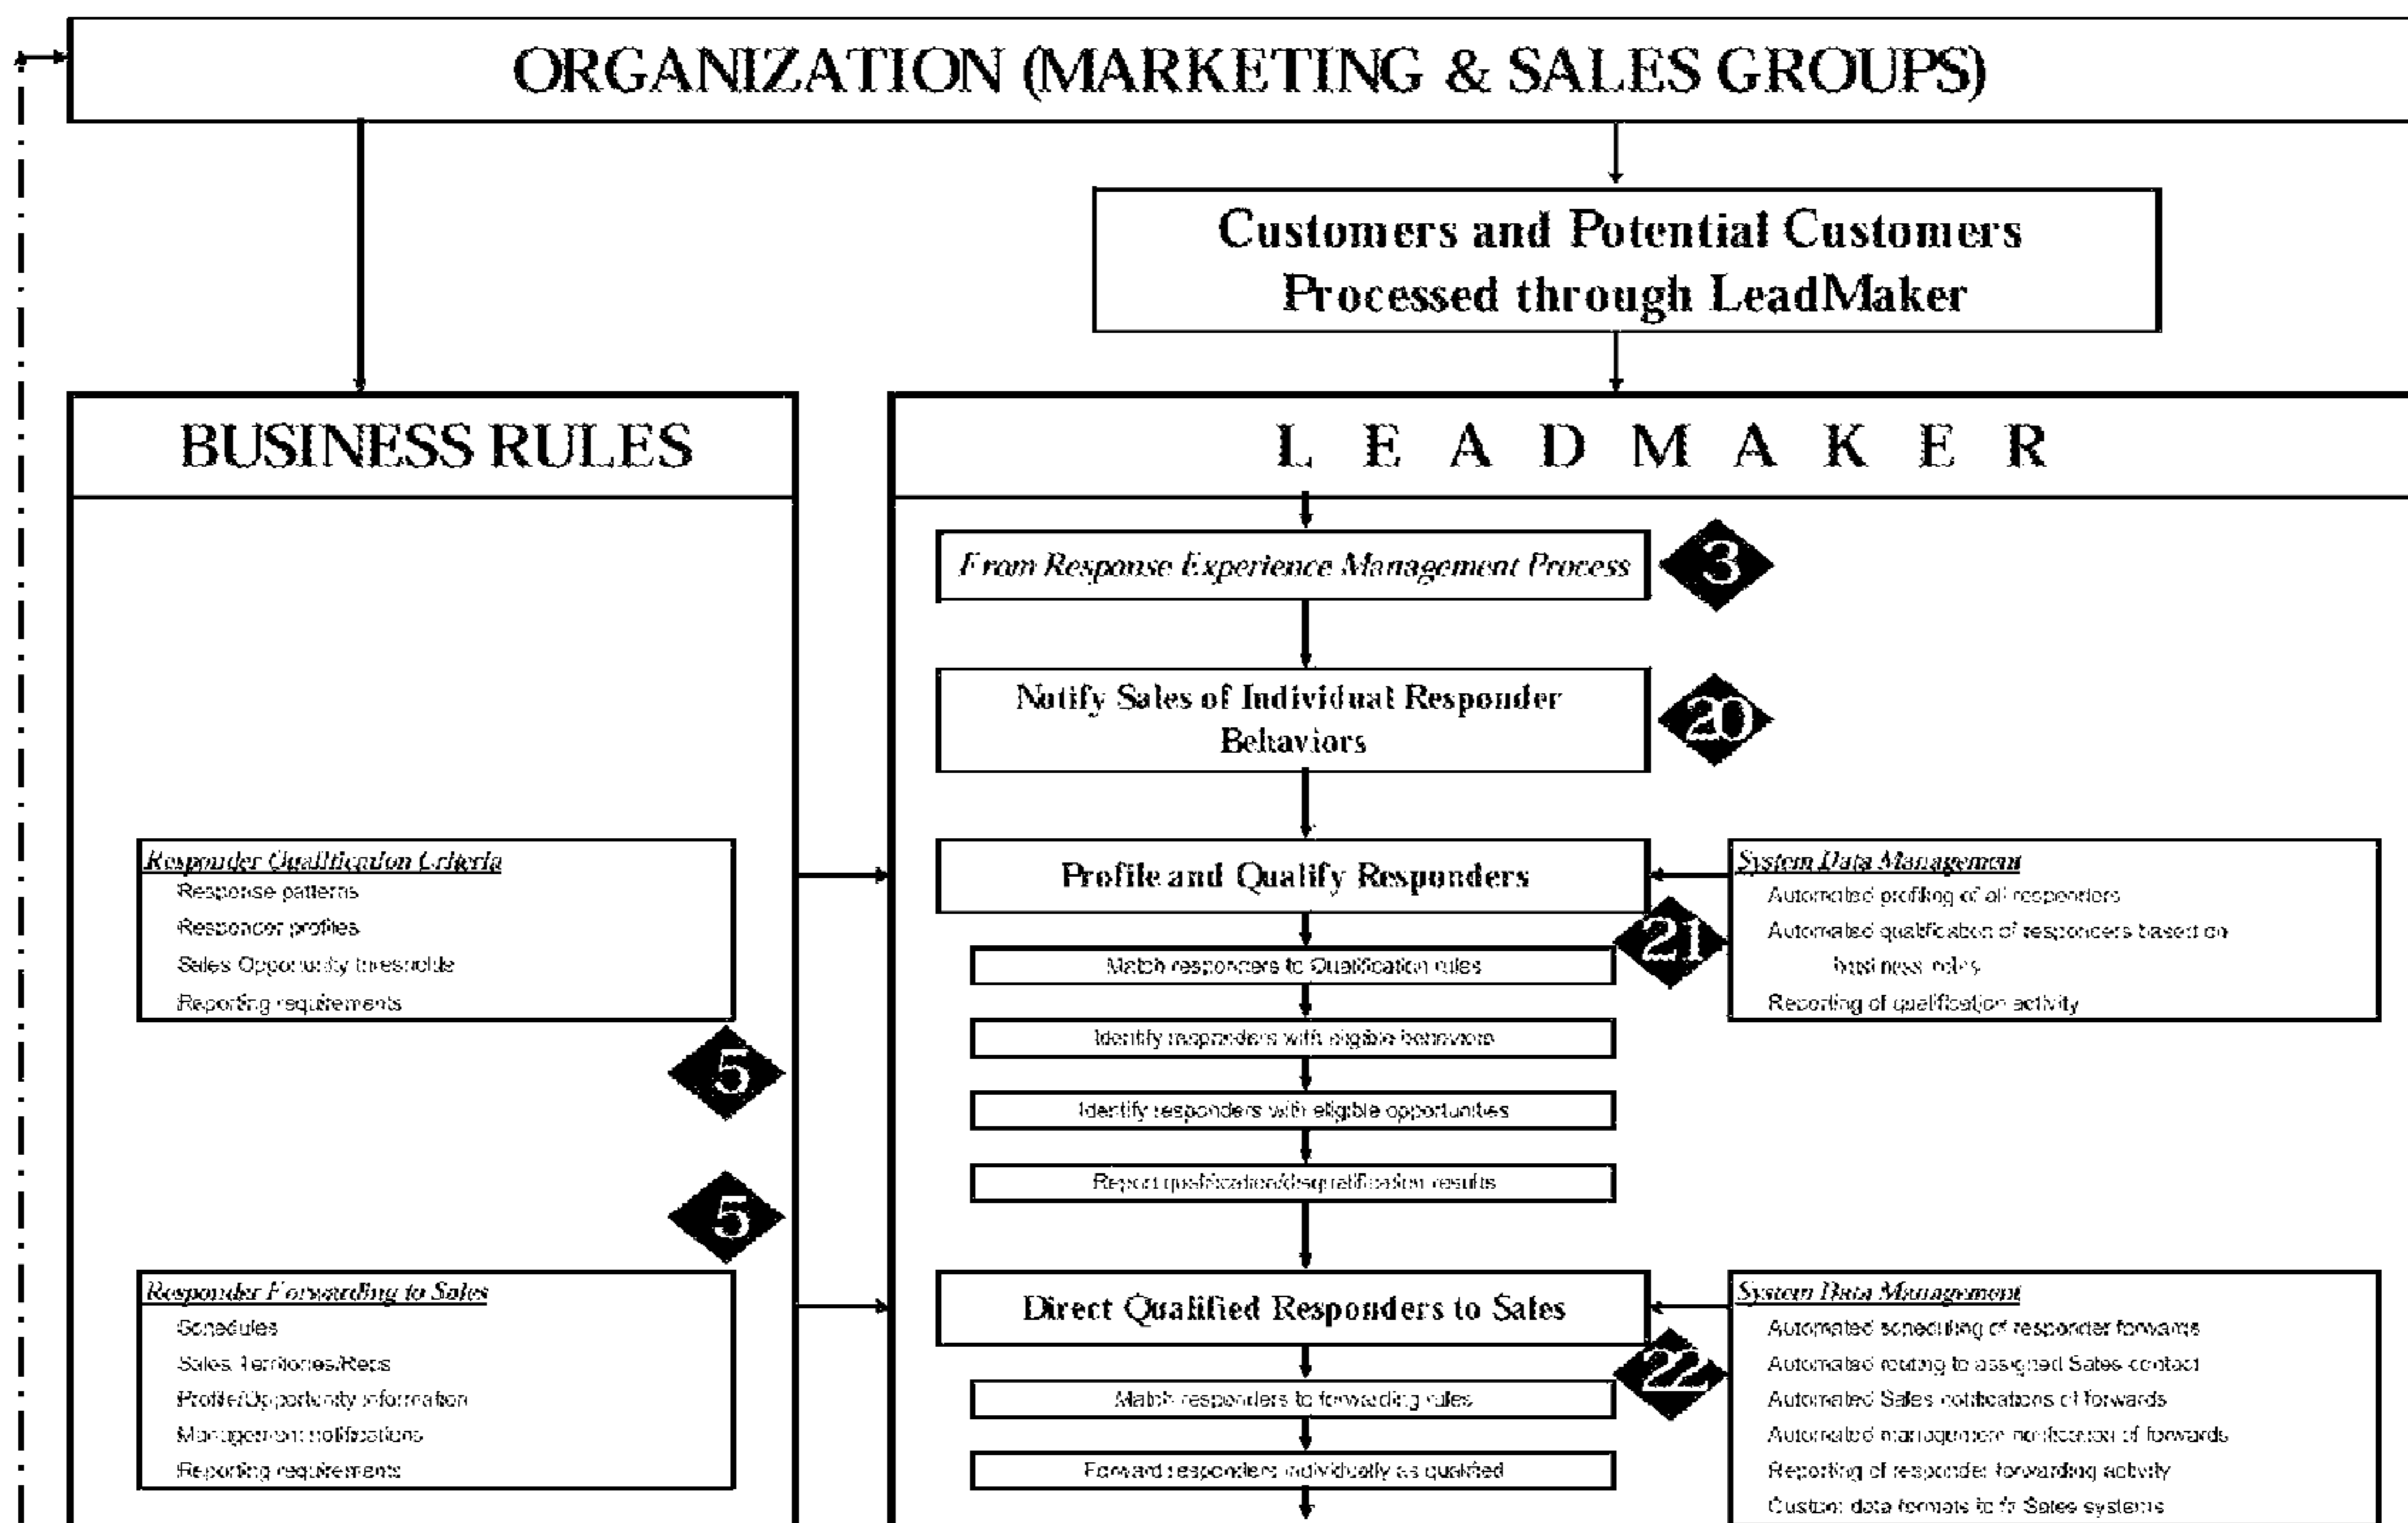 ORGANIZATION (MARKETING & SALES GROUPS)
Customers and Potential Customers
Processed through LeadMaker
BUSINESS RULES
L E A D M A K E R
From Response Experience Management Process
3
Notify Sales of Individual Responder
Behaviors
20
Responder Qualification Criteria
Response patterns
Responder profiles
Sales Opportunity thresholds
Reporting requirements
5
Profile and Qualify Responders
21
Match responders to Qualification rules
Identify responders with eligible behaviors
Identify responders with eligible opportunities
Report qualification/disqualification results
System Data Management
Automated profiling of all responders
Automated qualification of responders based on
business rules
Reporting of qualification activity
5
Responder Forwarding to Sales
Schedules
Sales Territories/Reps
Profile/Opportunity information
Management notifications
Reporting requirements
Direct Qualified Responders to Sales
22
Match responders to forwarding rules
Forward responders individually as qualified
System Data Management
Automated scheduling of responder forwards
Automated routing to assigned Sales contact
Automated Sales notifications of forwards
Automated management notification of forwards
Reporting of responder forwarding activity
Custom data formats to fit Sales systems